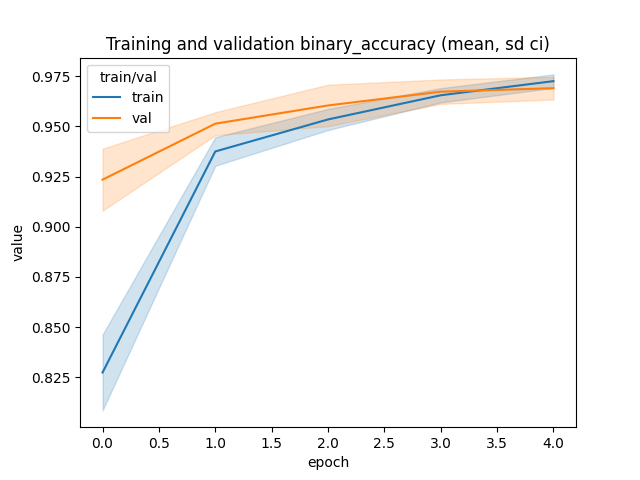 Training and validation binary_accuracy (mean, sd ci)
train/val
train
val
value
0.975
0.950
0.925
0.900
0.875
0.850
0.825
0.0 0.5 1.0 1.5 2.0 2.5 3.0 3.5 4.0
epoch